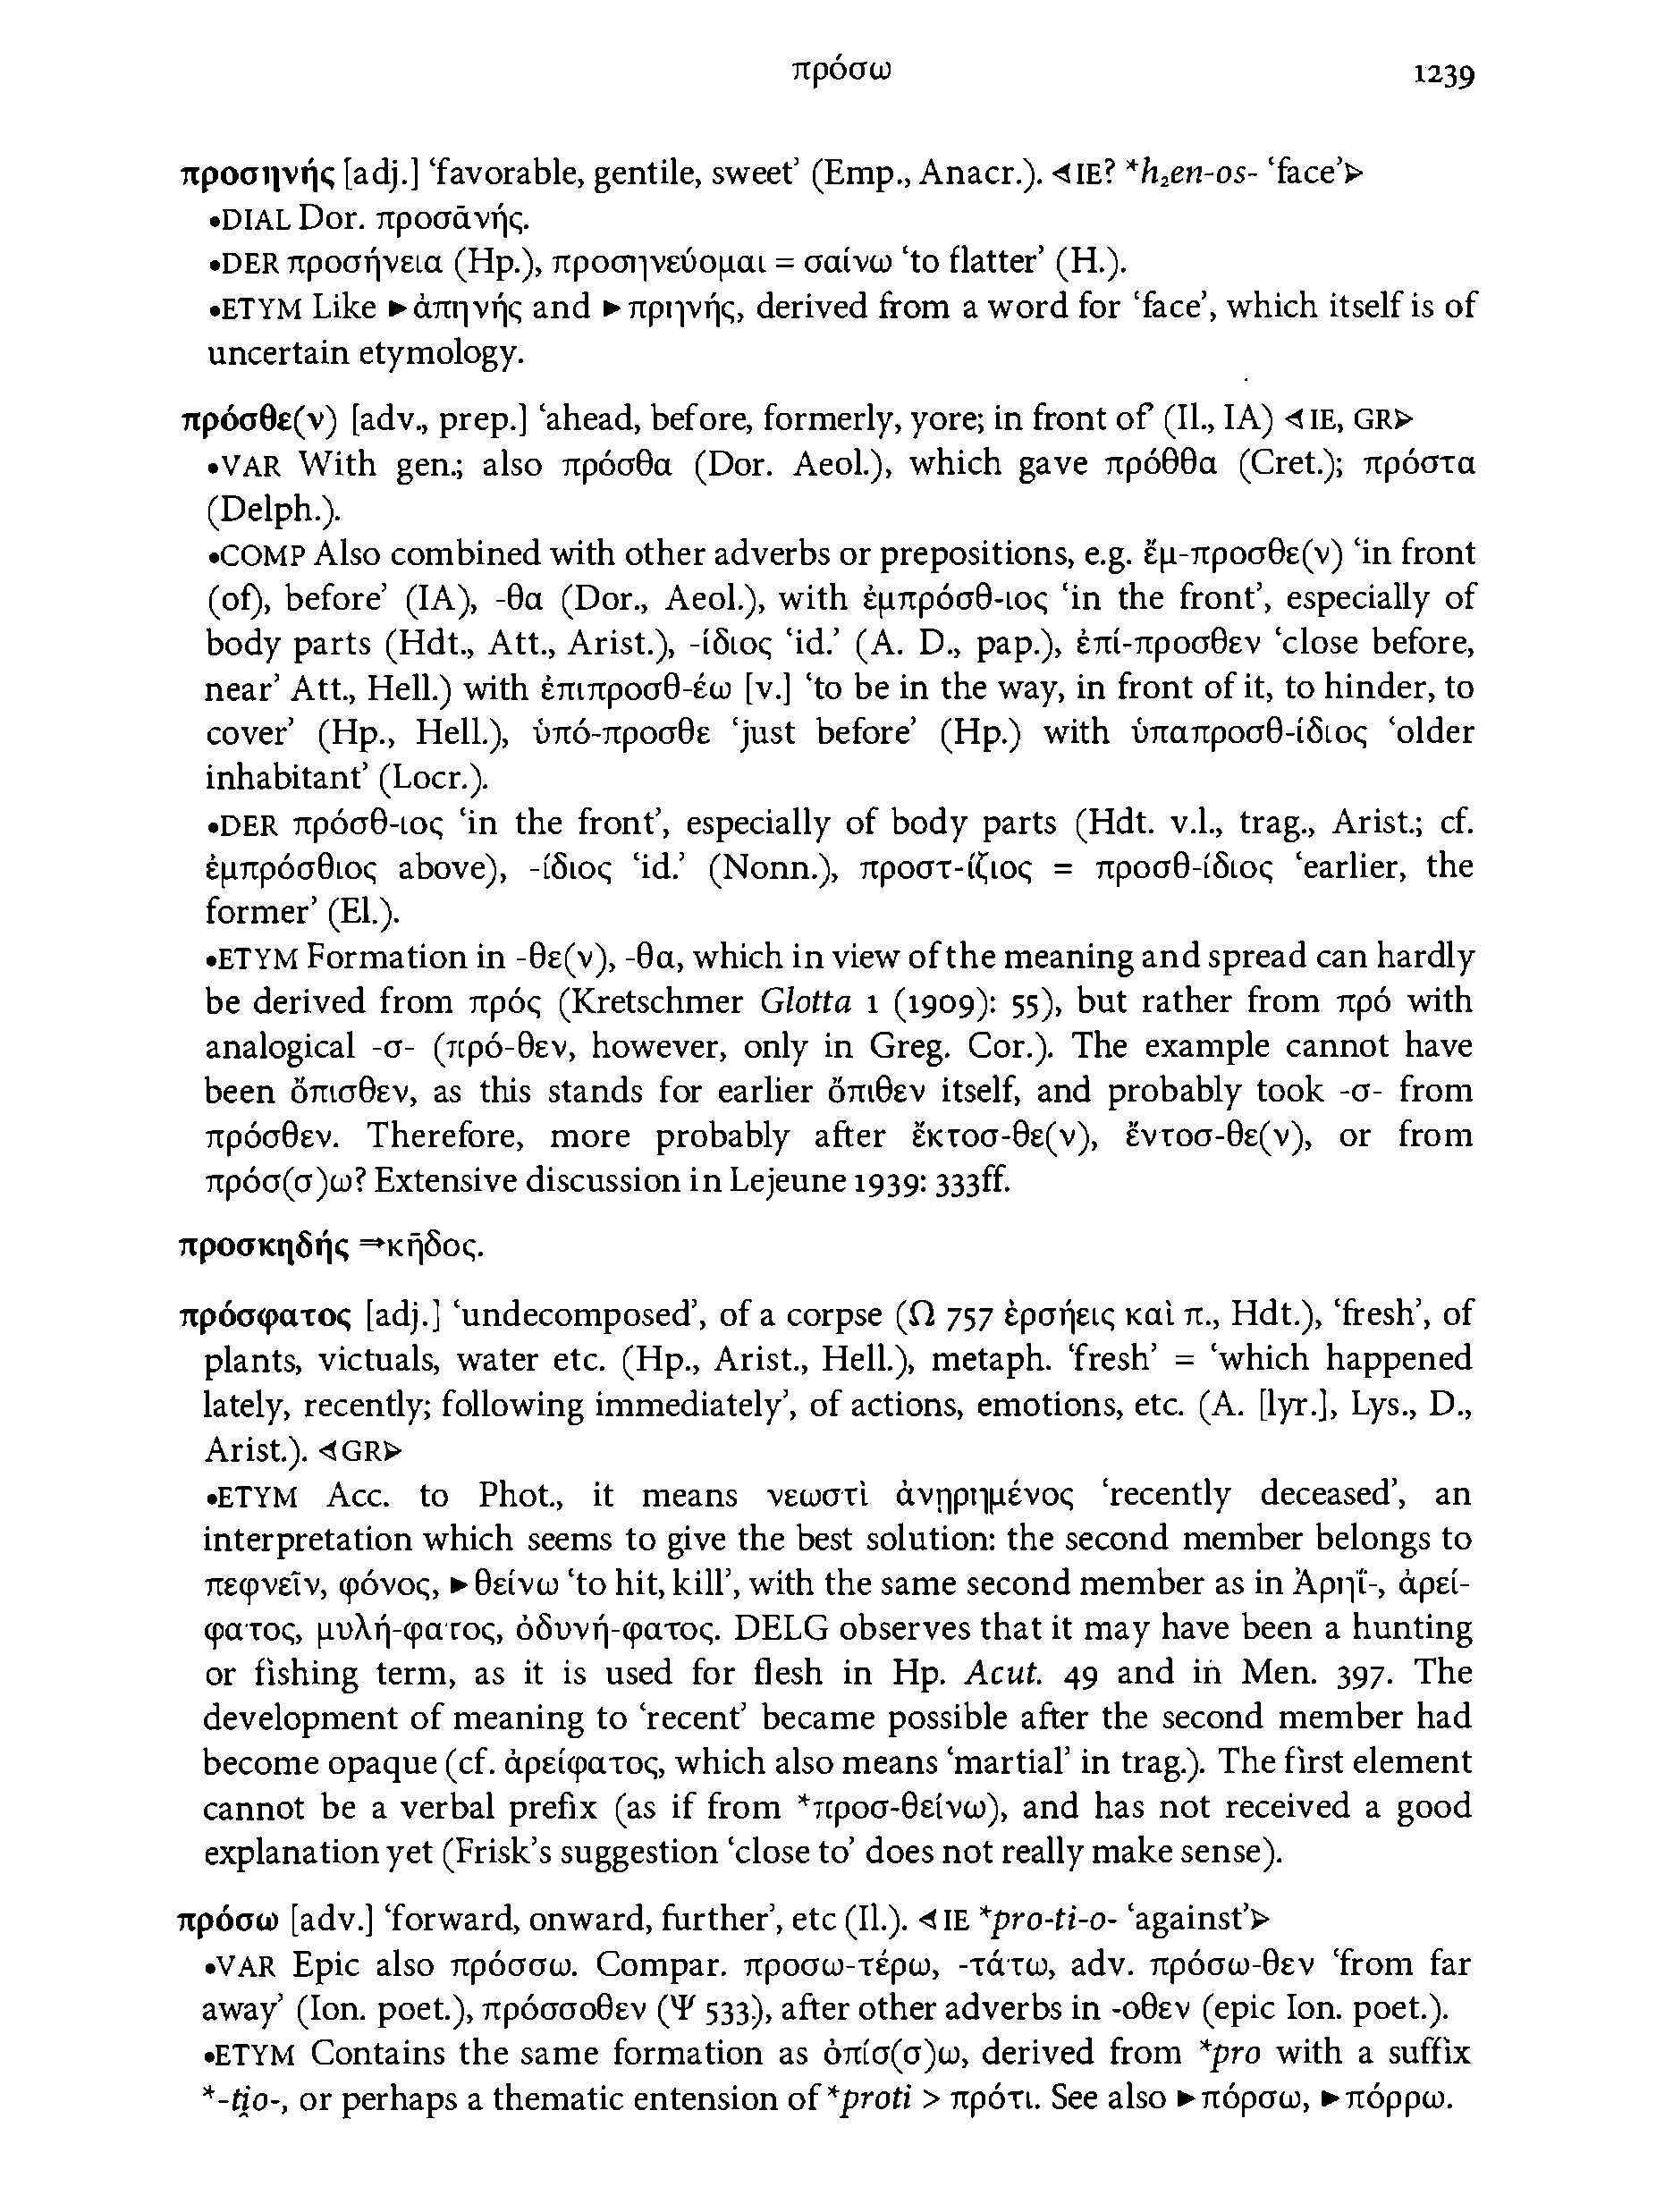 πρόσω 1239
προσηνής [adj.] ‘favorable, gentile, sweet’ (Emp., Anacr.). ⊲IE? *h₂en-os- ‘face’⊳
•DIAL Dor. προσᾱνής.
•DER προσήνεια (Hp.), προσηνεύομαι = σαίνω ‘to flatter’ (H.).
•ETYM Like ►ἀπηνής and ►πρηνής, derived from a word for ‘face’, which itself is of
uncertain etymology.
πρόσθε(ν) [adv., prep.] ‘ahead, before, formerly, yore; in front of’ (Il., IA) ⊲IE, GR⊳
•VAR With gen.; also πρόσθα (Dor. Aeol.), which gave πρόθθα (Cret.); πρόστα
(Delph.).
•COMP Also combined with other adverbs or prepositions, e.g. ἔμ-προσθε(ν) ‘in front
(of), before’ (IA), -θα (Dor., Aeol.), with ἐμπρόσθ-ιος ‘in the front’, especially of
body parts (Hdt., Att., Arist.), -ίδιος ‘id.’ (A. D., pap.), ἐπί-προσθεν ‘close before,
near’ Att., Hell.) with ἐπιπροσθ-έω [v.] ‘to be in the way, in front of it, to hinder, to
cover’ (Hp., Hell.), ὑπό-προσθε ‘just before’ (Hp.) with ὑπαπροσθ-ίδιος ‘older
inhabitant’ (Locr.).
•DER πρόσθ-ιος ‘in the front’, especially of body parts (Hdt. v.l., trag., Arist.; cf.
ἐμπρόσθιος above), -ίδιος ‘id.’ (Nonn.), προστ-ίζιος = προσθ-ίδιος ‘earlier, the
former’ (El.).
•ETYM Formation in -θε(ν), -θα, which in view of the meaning and spread can hardly
be derived from πρός (Kretschmer Glotta 1 (1909): 55), but rather from πρό with
analogical -σ- (πρό-θεν, however, only in Greg. Cor.). The example cannot have
been ὄπισθεν, as this stands for earlier ὄπιθεν itself, and probably took -σ- from
πρόσθεν. Therefore, more probably after ἔκτοσ-θε(ν), ἔντοσ-θε(ν), or from
πρόσ(σ)ω? Extensive discussion in Lejeune 1939: 333ff.
προσκηδής ⇒κῆδος.
πρόσφατος [adj.] ‘undecomposed’, of a corpse (Ω 757 ἑρσήεις καὶ π., Hdt.), ‘fresh’, of
plants, victuals, water etc. (Hp., Arist., Hell.), metaph. ‘fresh’ = ‘which happened
lately, recently; following immediately’, of actions, emotions, etc. (A. [lyr.], Lys., D.,
Arist.). ⊲GR⊳
•ETYM Acc. to Phot., it means νεωστὶ ἀνῃρημένος ‘recently deceased’, an
interpretation which seems to give the best solution: the second member belongs to
πεφνεῖν, φόνος, ►θείνω ‘to hit, kill’, with the same second member as in Ἀρηΐ-, ἀρεί-
φατος, μυλή-φατος, ὀδυνή-φατος. DELG observes that it may have been a hunting
or fishing term, as it is used for flesh in Hp. Acut. 49 and in Men. 397. The
development of meaning to ‘recent’ became possible after the second member had
become opaque (cf. ἀρείφατος, which also means ‘martial’ in trag.). The first element
cannot be a verbal prefix (as if from *προσ-θείνω), and has not received a good
explanation yet (Frisk’s suggestion ‘close to’ does not really make sense).
πρόσω [adv.] ‘forward, onward, further’, etc (Il.). ⊲IE *pro-ti-o- ‘against’⊳
•VAR Epic also πρόσσω. Compar. προσω-τέρω, -τάτω, adv. πρόσω-θεν ‘from far
away’ (Ion. poet.), πρόσσοθεν (Ψ 533), after other adverbs in -οθεν (epic Ion. poet.).
•ETYM Contains the same formation as ὀπίσ(σ)ω, derived from *pro with a suffix
*-ti̯o-, or perhaps a thematic entension of *proti > πρότι. See also ►πόρσω, ►πόρρω.